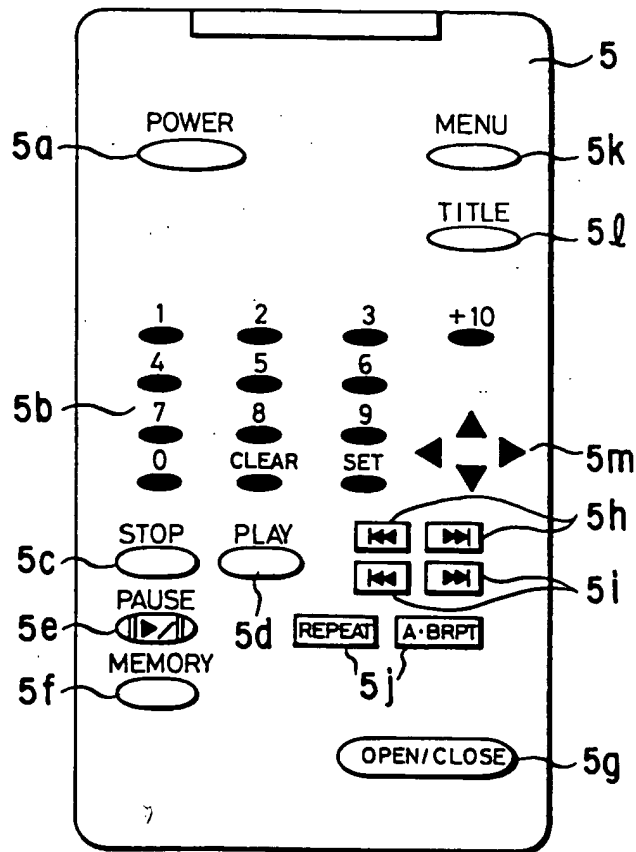 5
POWER MENU
5a 5k
TITLE
5ℓ
1 2 3 +10
4 5 6
5b 7 8 9
5m
0 CLEAR SET
5h
STOP PLAY
5c
5i
PAUSE
5e 5d REPEAT A·BRPT
MEMORY 5j
5f
OPEN/CLOSE 5g